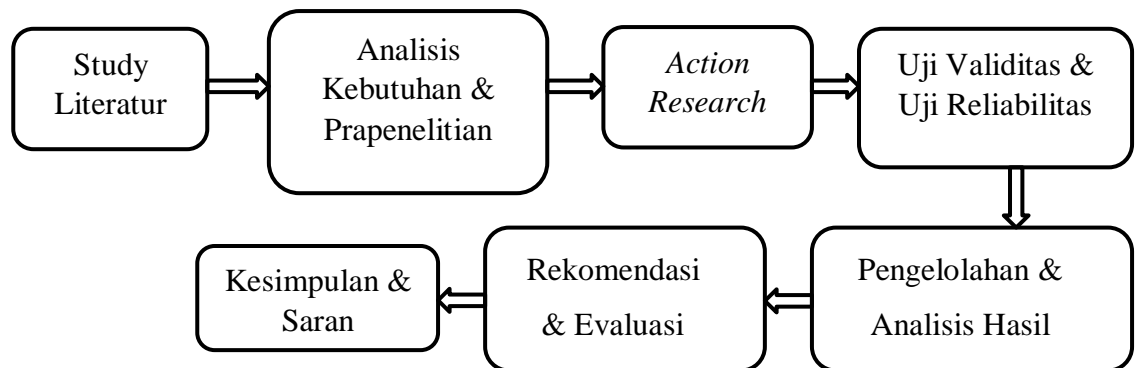 Study
Literatur
Analisis
Kebutuhan &
Prapenelitian
Action
Research
Uji Validitas &
Uji Reliabilitas
Pengelolahan &
Analisis Hasil
Rekomendasi
& Evaluasi
Kesimpulan &
Saran